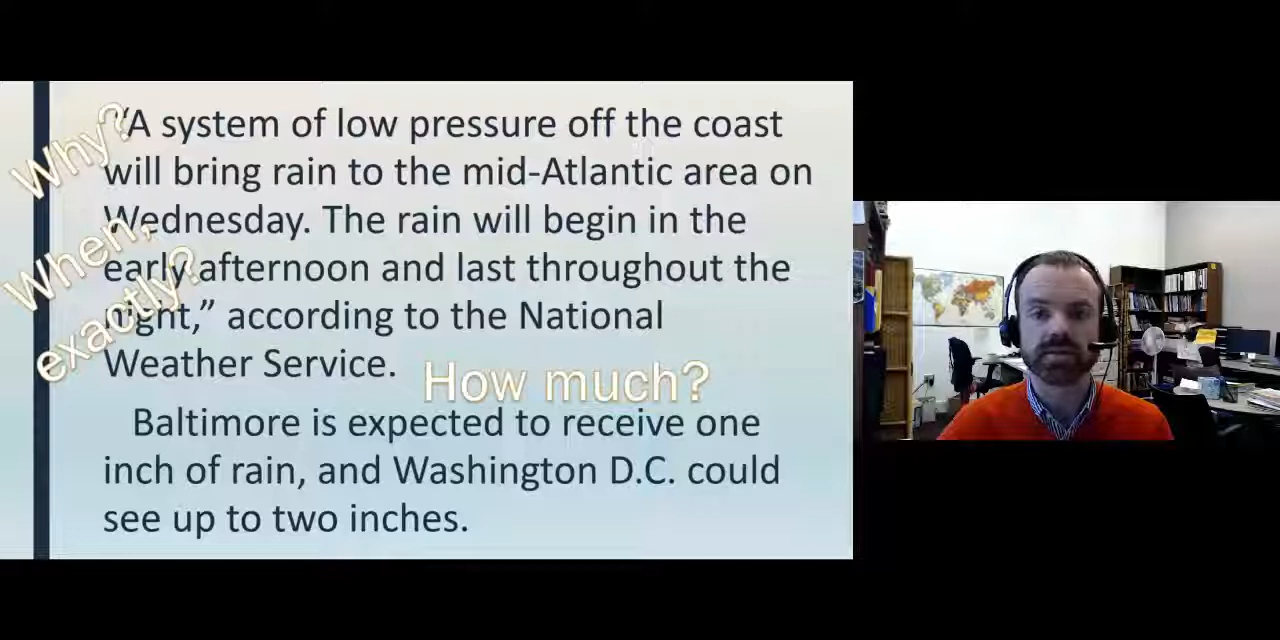 Why?
When,
exactly?
“A system of low pressure off the coast
will bring rain to the mid-Atlantic area on
Wednesday. The rain will begin in the
early afternoon and last throughout the
night,” according to the National
Weather Service.
How much?
Baltimore is expected to receive one
inch of rain, and Washington D.C. could
see up to two inches.